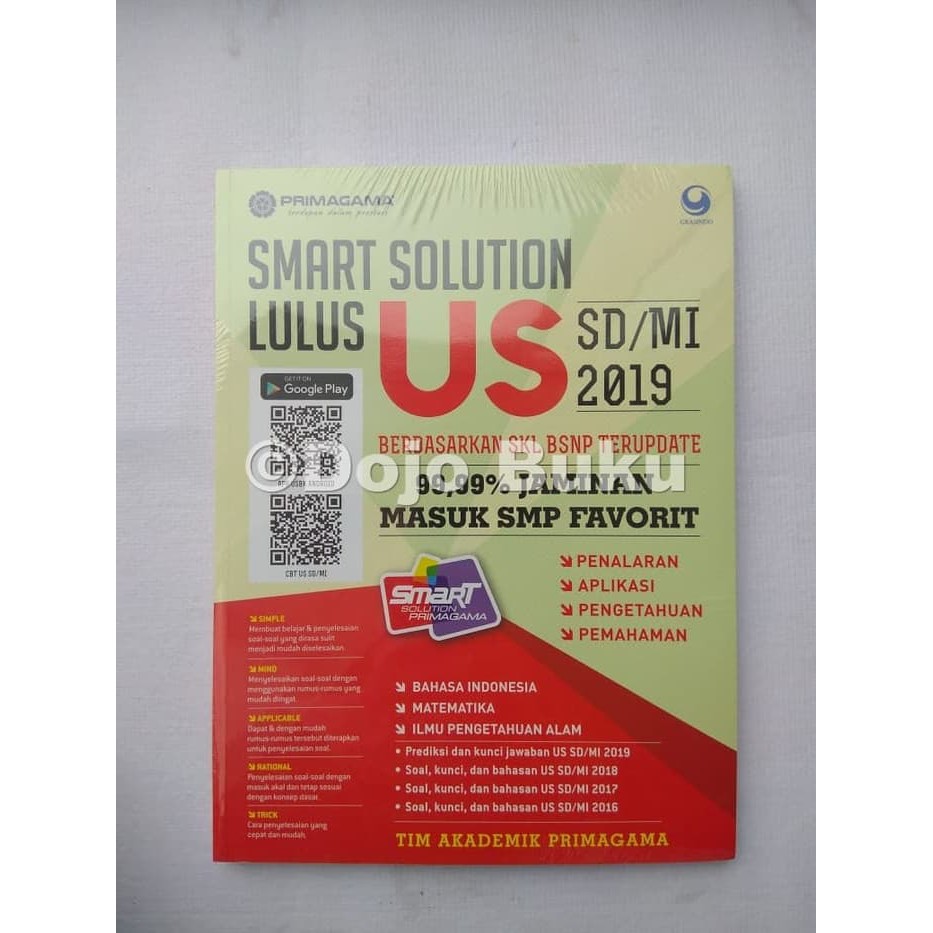 PRIMAGAMA
terdepan dalam prestasi
GRASINDO
SMART SOLUTION
LULUS US SD/MI
2019
GET IT ON
Google Play
BERDASARKAN SKL BSNP TERUPDATE
© Dojo Buku
99,99% JAMINAN
MASUK SMP FAVORIT
CBT US SD/MI
PENALARAN
APLIKASI
PENGETAHUAN
PEMAHAMAN
SMART
SOLUTION
PRIMAGAMA
SIMPLE
Membuat belajar & penyelesaian
soal-soal yang dirasa sulit
menjadi mudah diselesaikan.
MIND
Menyelesaikan soal-soal dengan
menggunakan rumus-rumus yang
mudah diingat.
APPLICABLE
Dapat & dengan mudah
rumus-rumus tersebut diterapkan
untuk penyelesaian soal.
RATIONAL
Penyelesaian soal-soal dengan
masuk akal dan tetap sesuai
dengan konsep dasar.
TRICK
Cara penyelesaian yang
cepat dan mudah.
BAHASA INDONESIA
MATEMATIKA
ILMU PENGETAHUAN ALAM
• Prediksi dan kunci jawaban US SD/MI 2019
• Soal, kunci, dan bahasan US SD/MI 2018
• Soal, kunci, dan bahasan US SD/MI 2017
• Soal, kunci, dan bahasan US SD/MI 2016
TIM AKADEMIK PRIMAGAMA